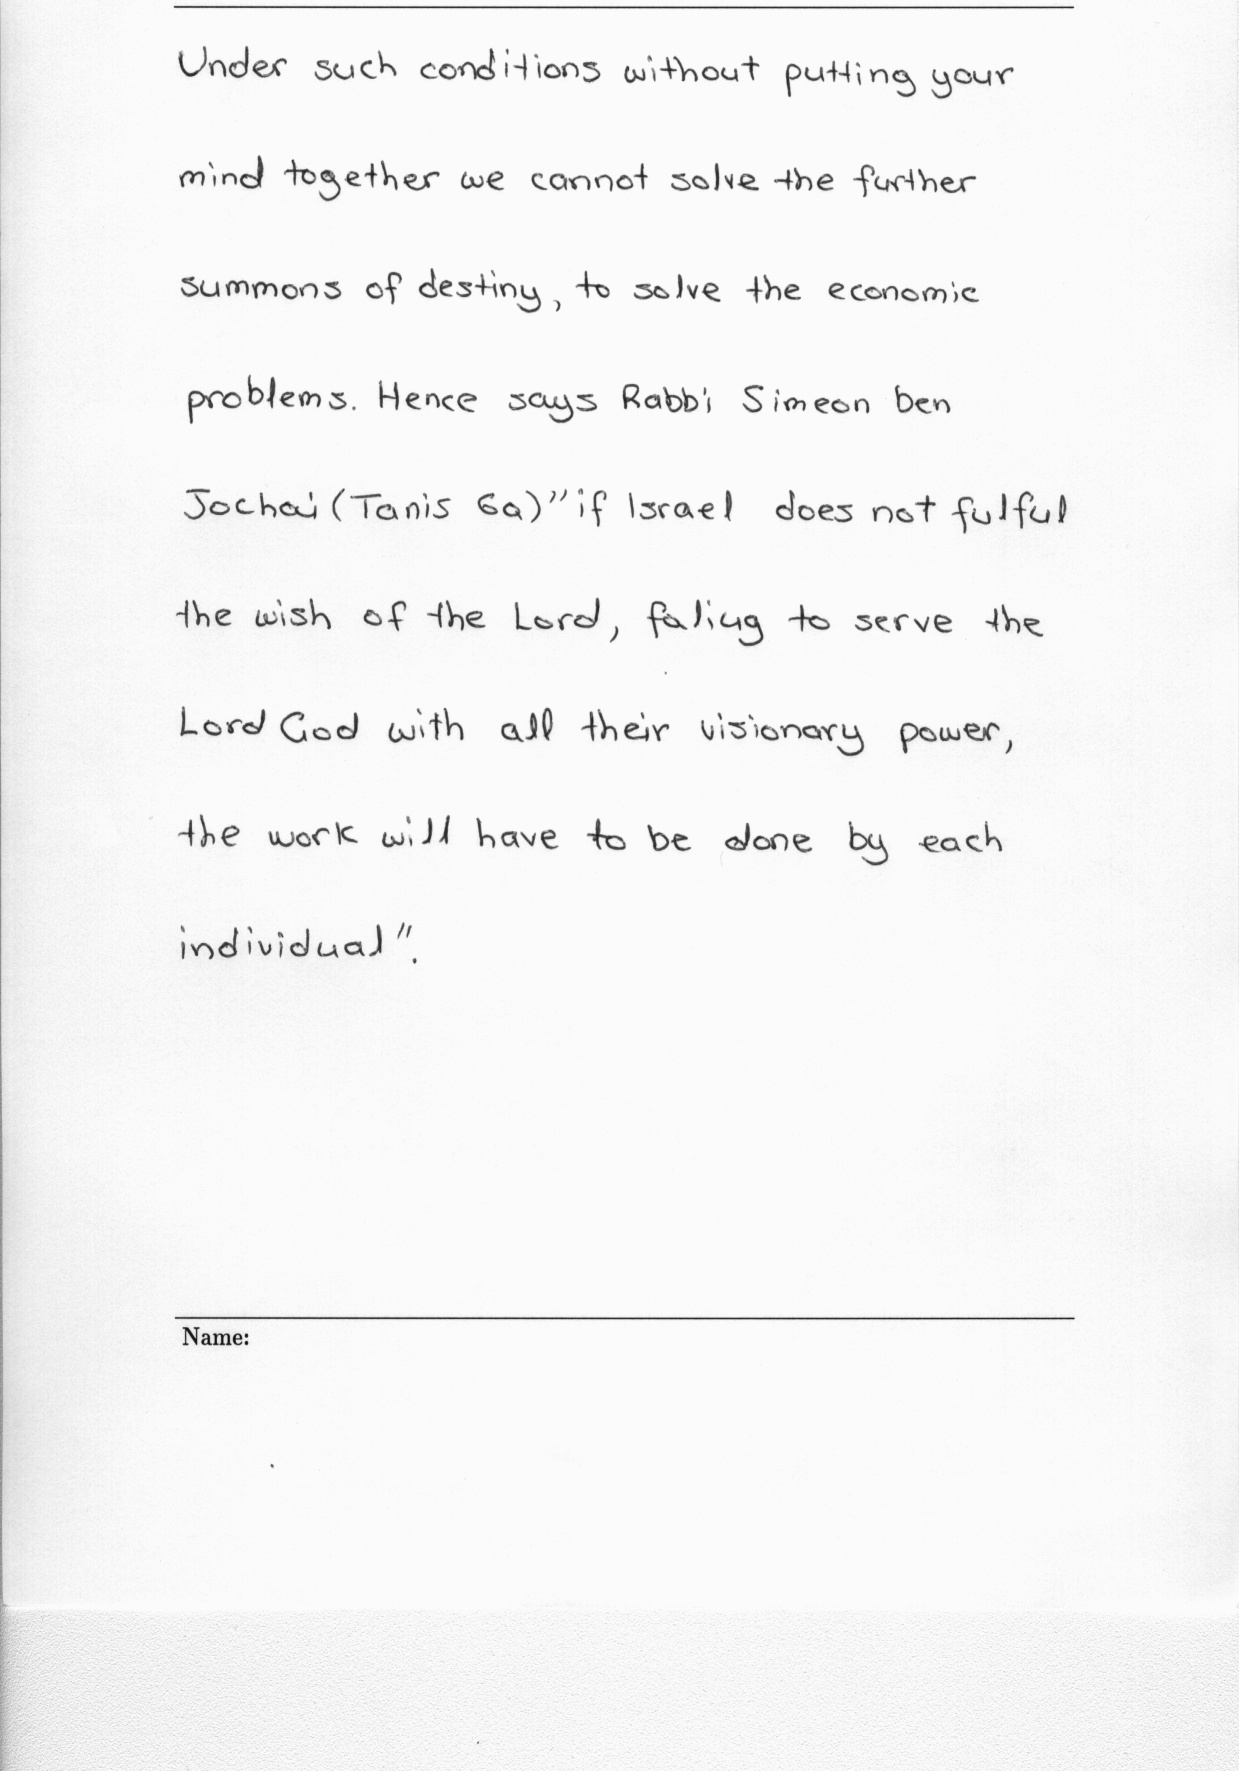 Under such conditions without putting your
mind together we cannot solve the further
summons of destiny, to solve the economic
problems. Hence says Rabbi Simeon ben
Jochai (Tanis 6a) "if Israel does not fulful
the wish of the Lord, faliug to serve the
Lord God with all their visionary power,
the work will have to be done by each
individual".
Name: